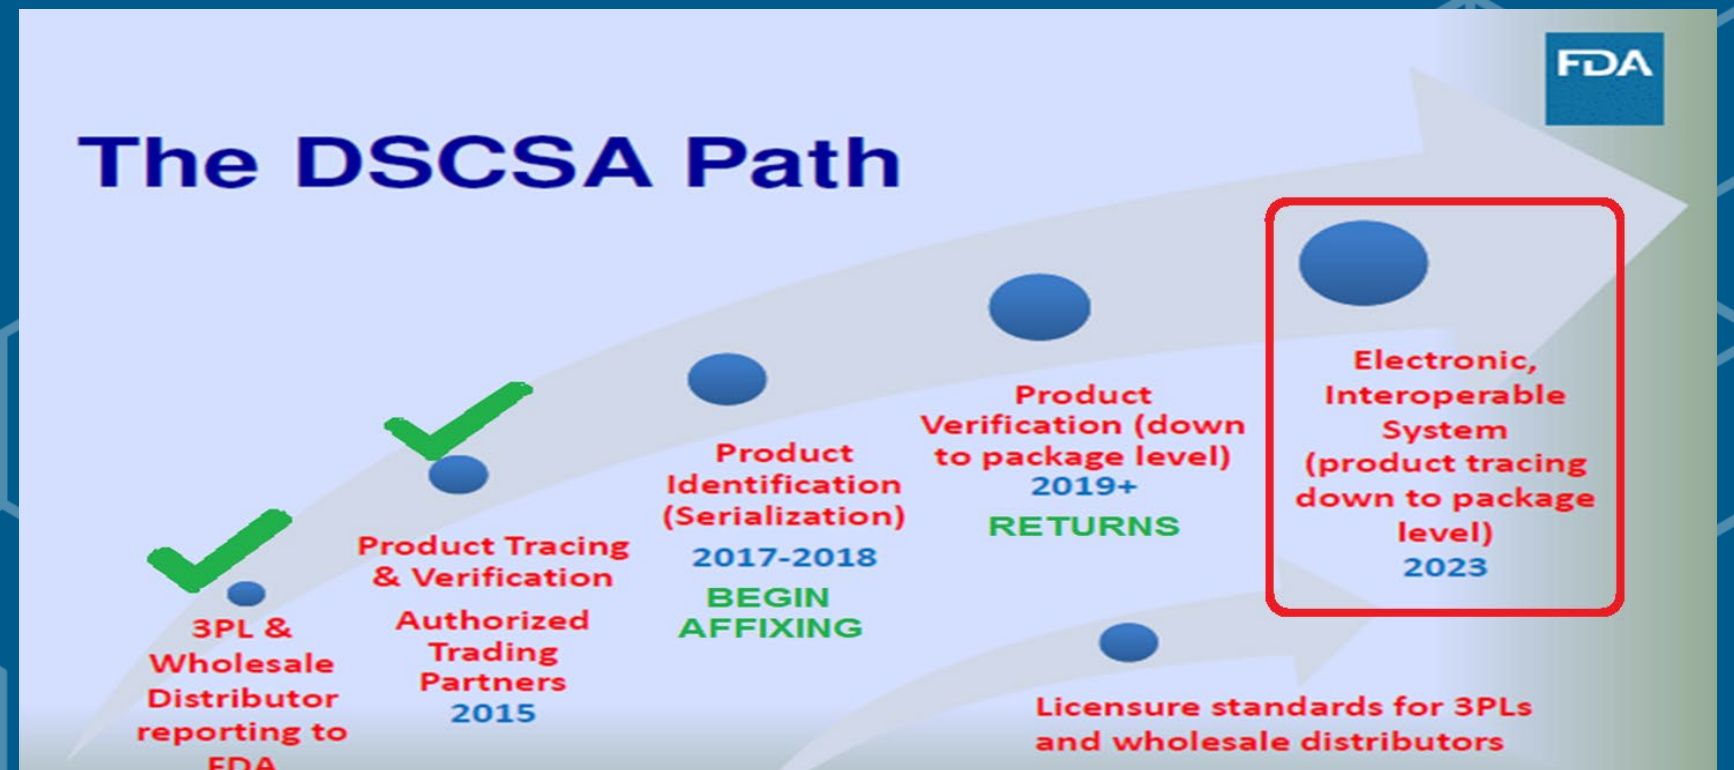 FDA
The DSCSA Path
3PL &
Wholesale
Distributor
reporting to
FDA
Product Tracing
& Verification
Authorized
Trading
Partners
2015
Product
Identification
(Serialization)
2017-2018
BEGIN
AFFIXING
Product
Verification (down
to package level)
2019+
RETURNS
Electronic,
Interoperable
System
(product tracing
down to package
level)
2023
Licensure standards for 3PLs
and wholesale distributors